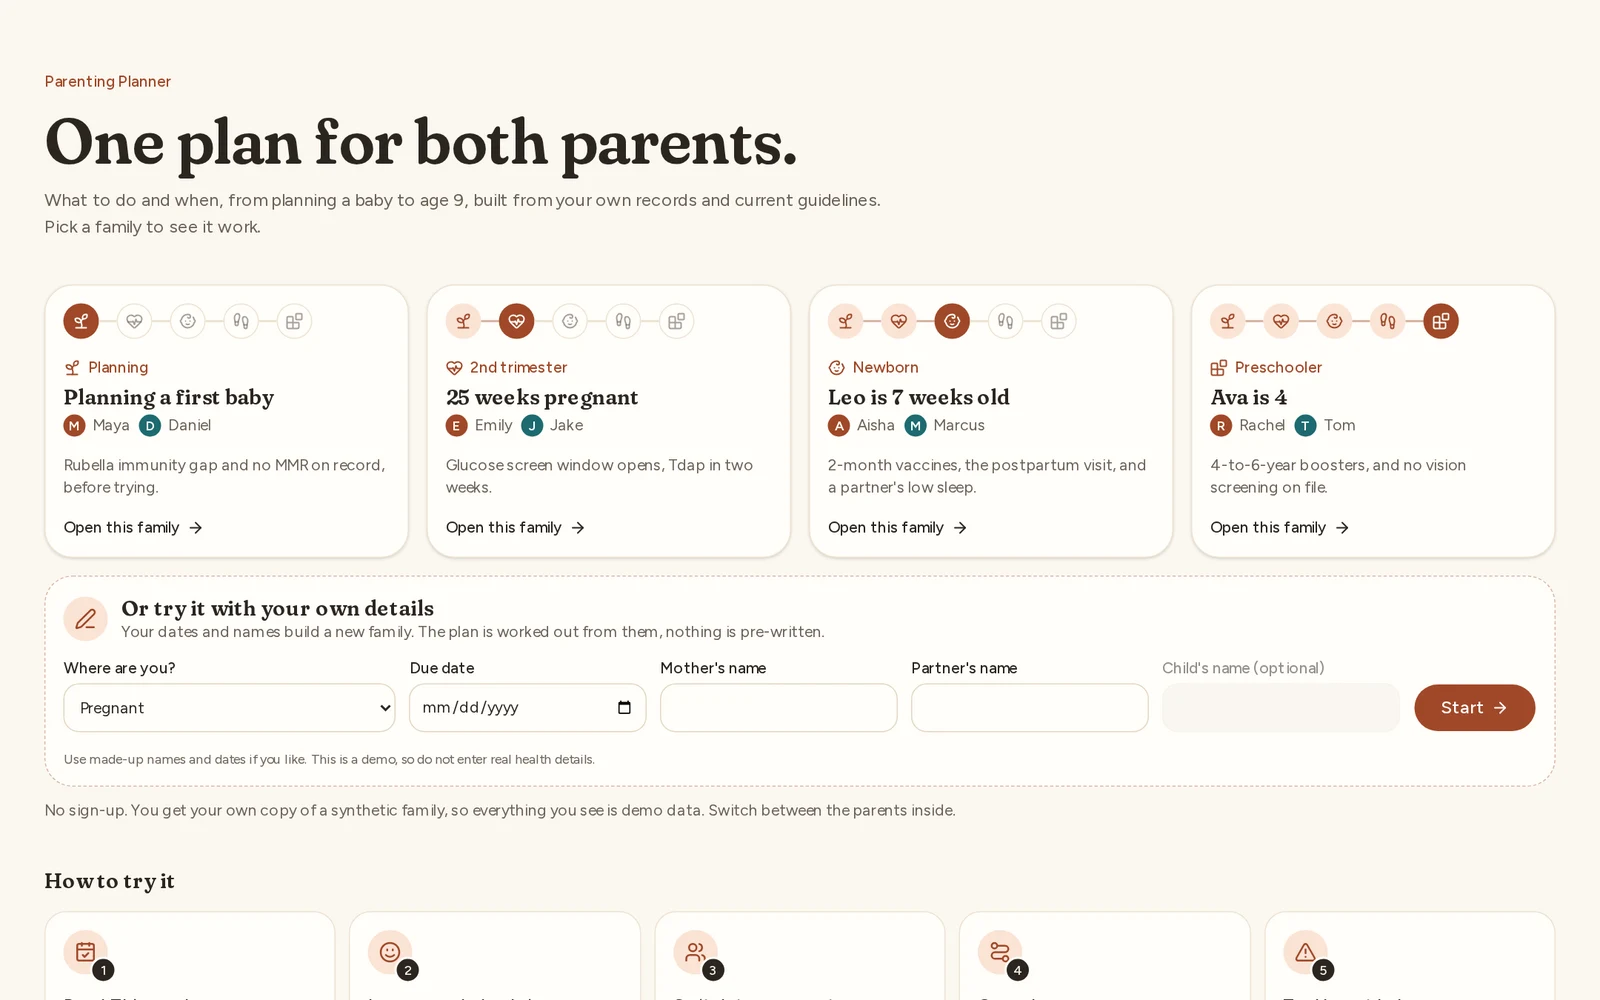 Parenting Planner
One plan for both parents.
What to do and when, from planning a baby to age 9, built from your own records and current guidelines.
Pick a family to see it work.
Planning
Planning a first baby
M Maya D Daniel
Rubella immunity gap and no MMR on record,
before trying.
Open this family
2nd trimester
25 weeks pregnant
E Emily J Jake
Glucose screen window opens, Tdap in two
weeks.
Open this family
Newborn
Leo is 7 weeks old
A Aisha M Marcus
2-month vaccines, the postpartum visit, and
a partner's low sleep.
Open this family
Preschooler
Ava is 4
R Rachel T Tom
4-to-6-year boosters, and no vision
screening on file.
Open this family
Or try it with your own details
Your dates and names build a new family. The plan is worked out from them, nothing is pre-written.
Where are you?
Pregnant
Due date
mm/dd/yyyy
Mother's name
Partner's name
Child's name (optional)
Start
Use made-up names and dates if you like. This is a demo, so do not enter real health details.
No sign-up. You get your own copy of a synthetic family, so everything you see is demo data. Switch between the parents inside.
How to try it
1
2
3
4
5